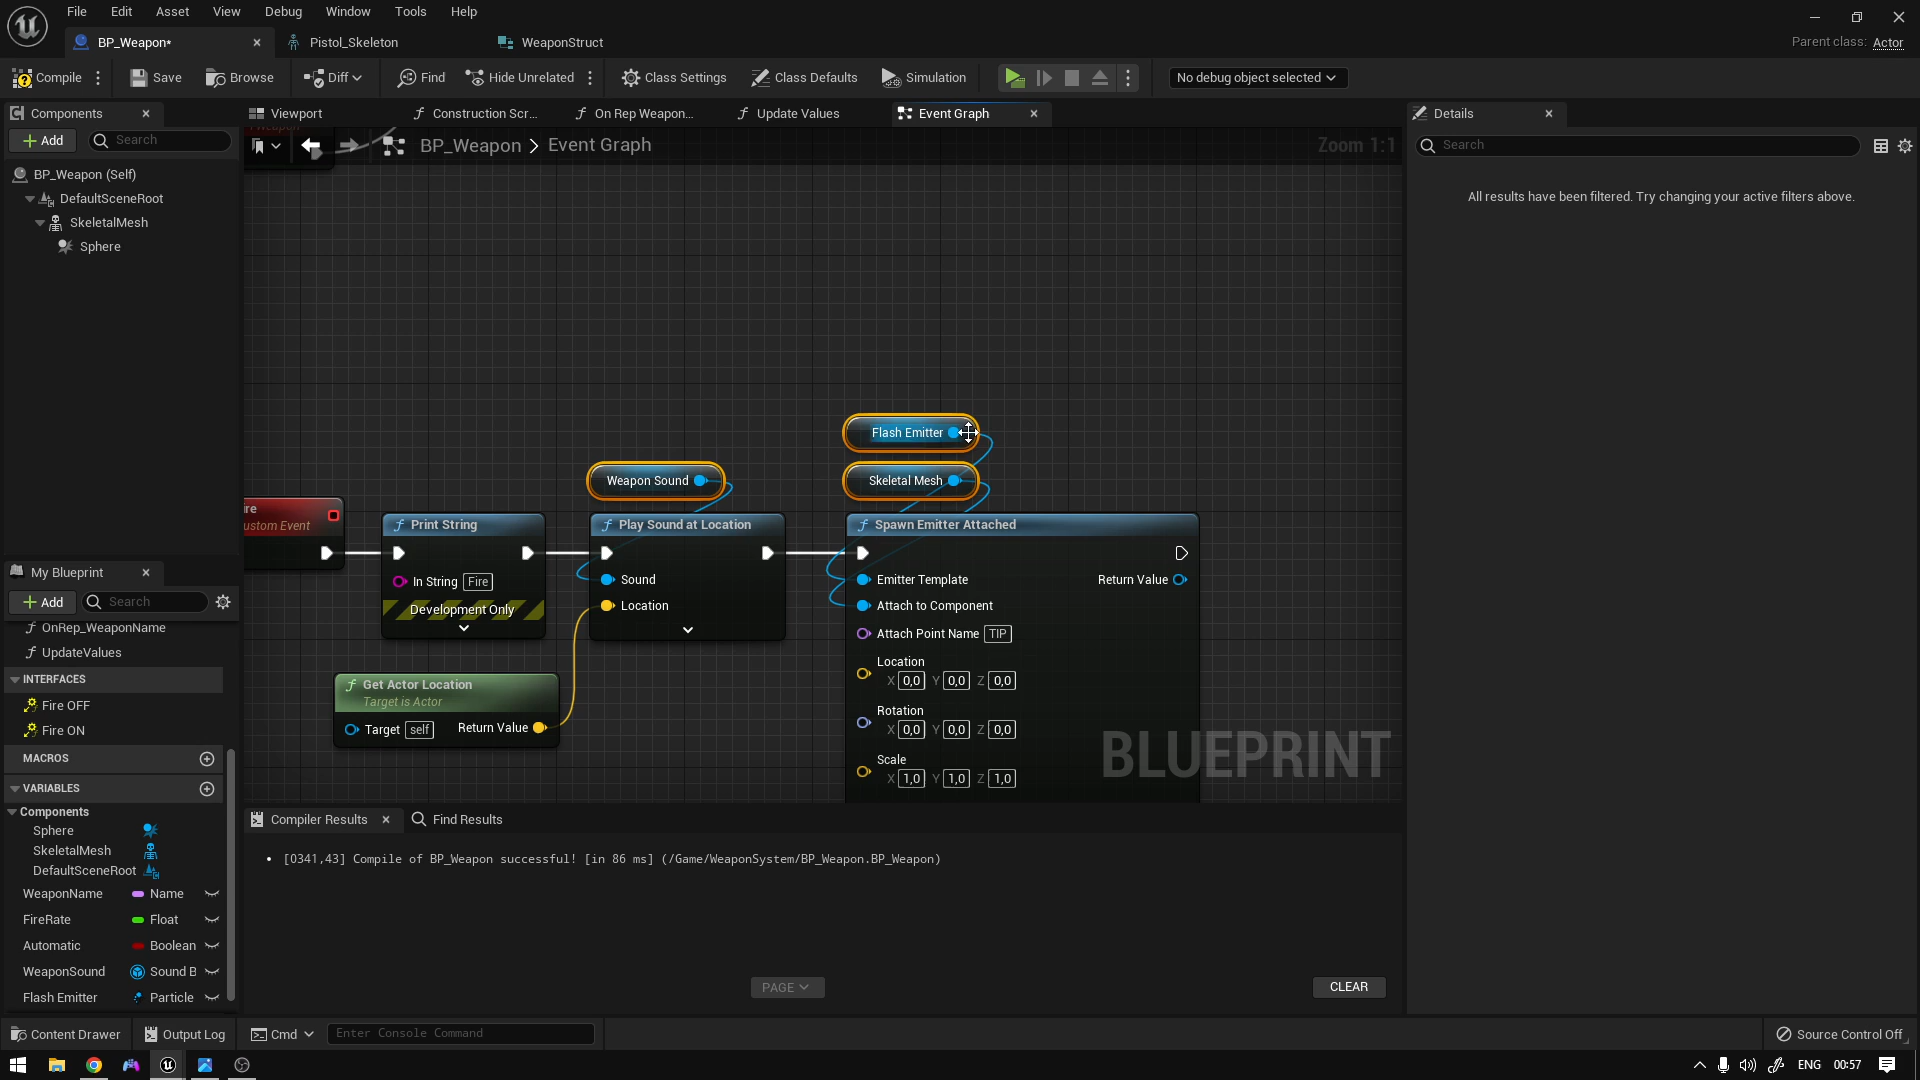 File Edit Asset View Debug Window Tools Help
BP_Weapon*
Pistol_Skeleton
WeaponStruct
Parent class: Actor
Compile
Save
Browse
Diff
Find
Hide Unrelated
Class Settings
Class Defaults
Simulation
No debug object selected
Components
Viewport
Construction Scr...
On Rep Weapon...
Update Values
Event Graph
Details
Add
Search
BP_Weapon > Event Graph
Zoom 1:1
Search
All results have been filtered. Try changing your active filters above.
BP_Weapon (Self)
DefaultSceneRoot
SkeletalMesh
Sphere
Flash Emitter
Weapon Sound
Skeletal Mesh
ire
ustom Event
Print String
In String Fire
Development Only
Play Sound at Location
Sound
Location
Spawn Emitter Attached
Emitter Template
Return Value
Attach to Component
Attach Point Name TIP
Location
X 0,0 Y 0,0 Z 0,0
Rotation
X 0,0 Y 0,0 Z 0,0
Scale
X 1,0 Y 1,0 Z 1,0
Get Actor Location
Target is Actor
Target self
Return Value
BLUEPRINT
My Blueprint
Add
Search
OnRep_WeaponName
UpdateValues
INTERFACES
Fire OFF
Fire ON
MACROS
VARIABLES
Components
Sphere
SkeletalMesh
DefaultSceneRoot
WeaponName Name
FireRate Float
Automatic Boolean
WeaponSound Sound B
Flash Emitter Particle
Compiler Results
Find Results
[0341,43] Compile of BP_Weapon successful! [in 86 ms] (/Game/WeaponSystem/BP_Weapon.BP_Weapon)
PAGE
CLEAR
Content Drawer
Output Log
Cmd
Enter Console Command
Source Control Off
ENG
00:57